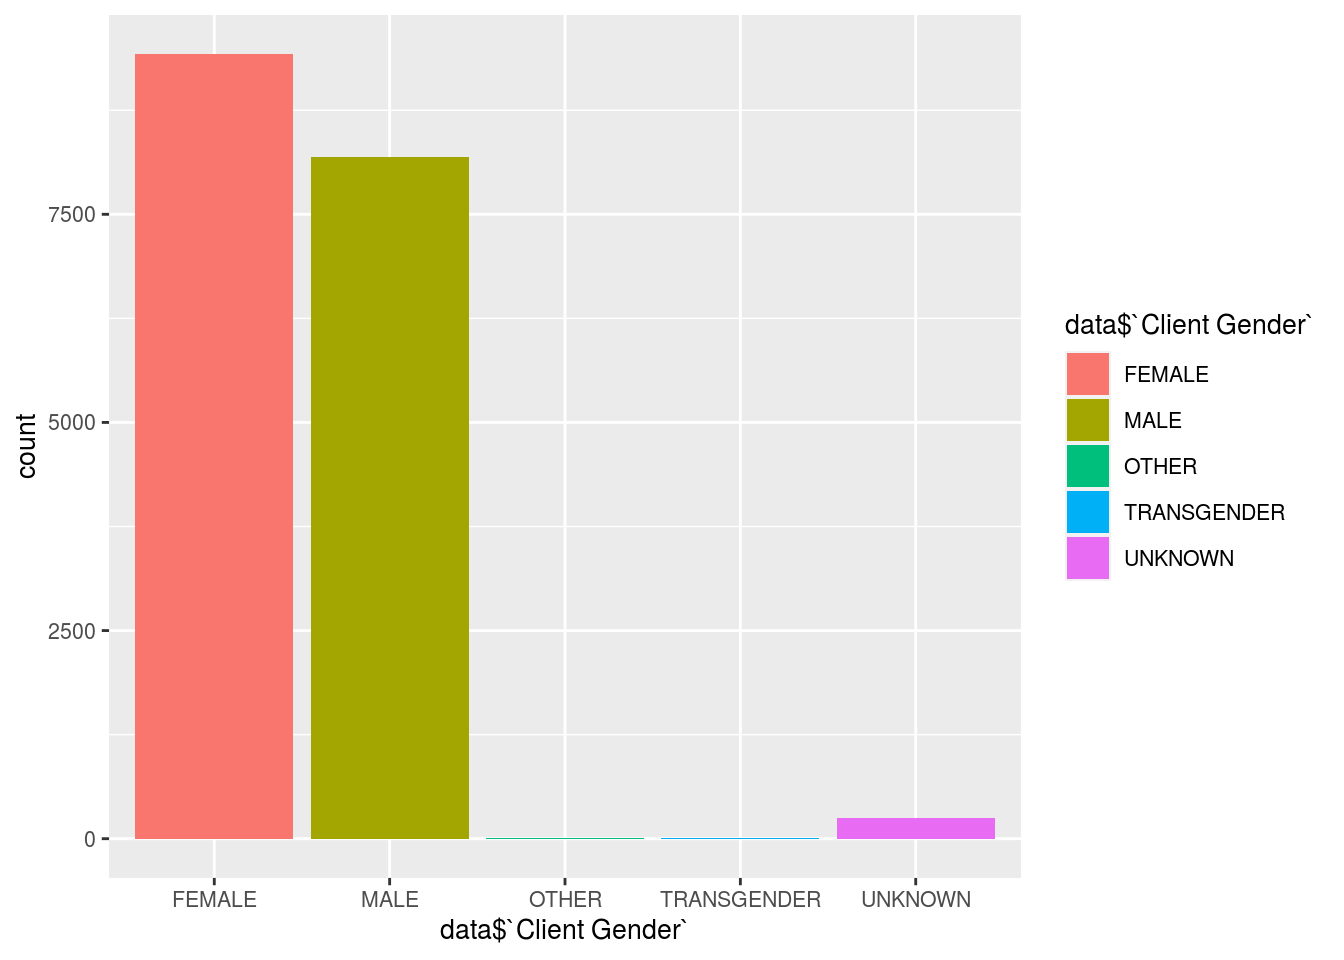 count
7500
5000
2500
0
FEMALE
MALE
OTHER
TRANSGENDER
UNKNOWN
data$`Client Gender`
data$`Client Gender`
FEMALE
MALE
OTHER
TRANSGENDER
UNKNOWN